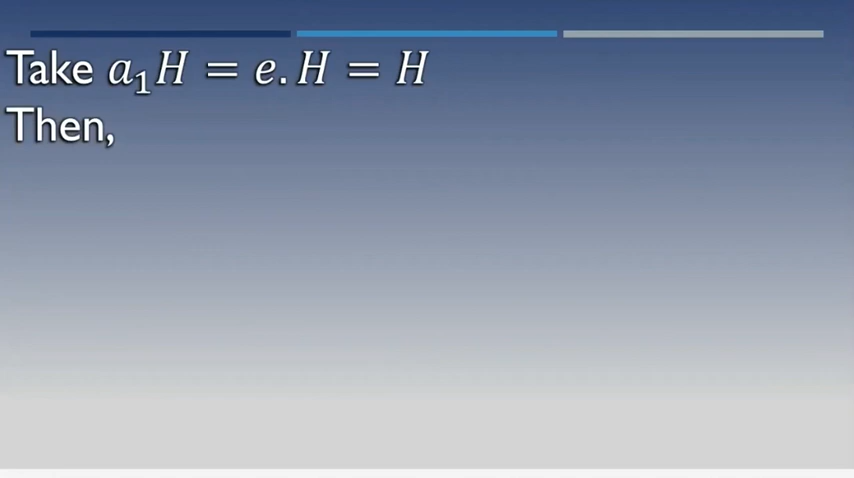 Take a₁H = e.H = H
Then,